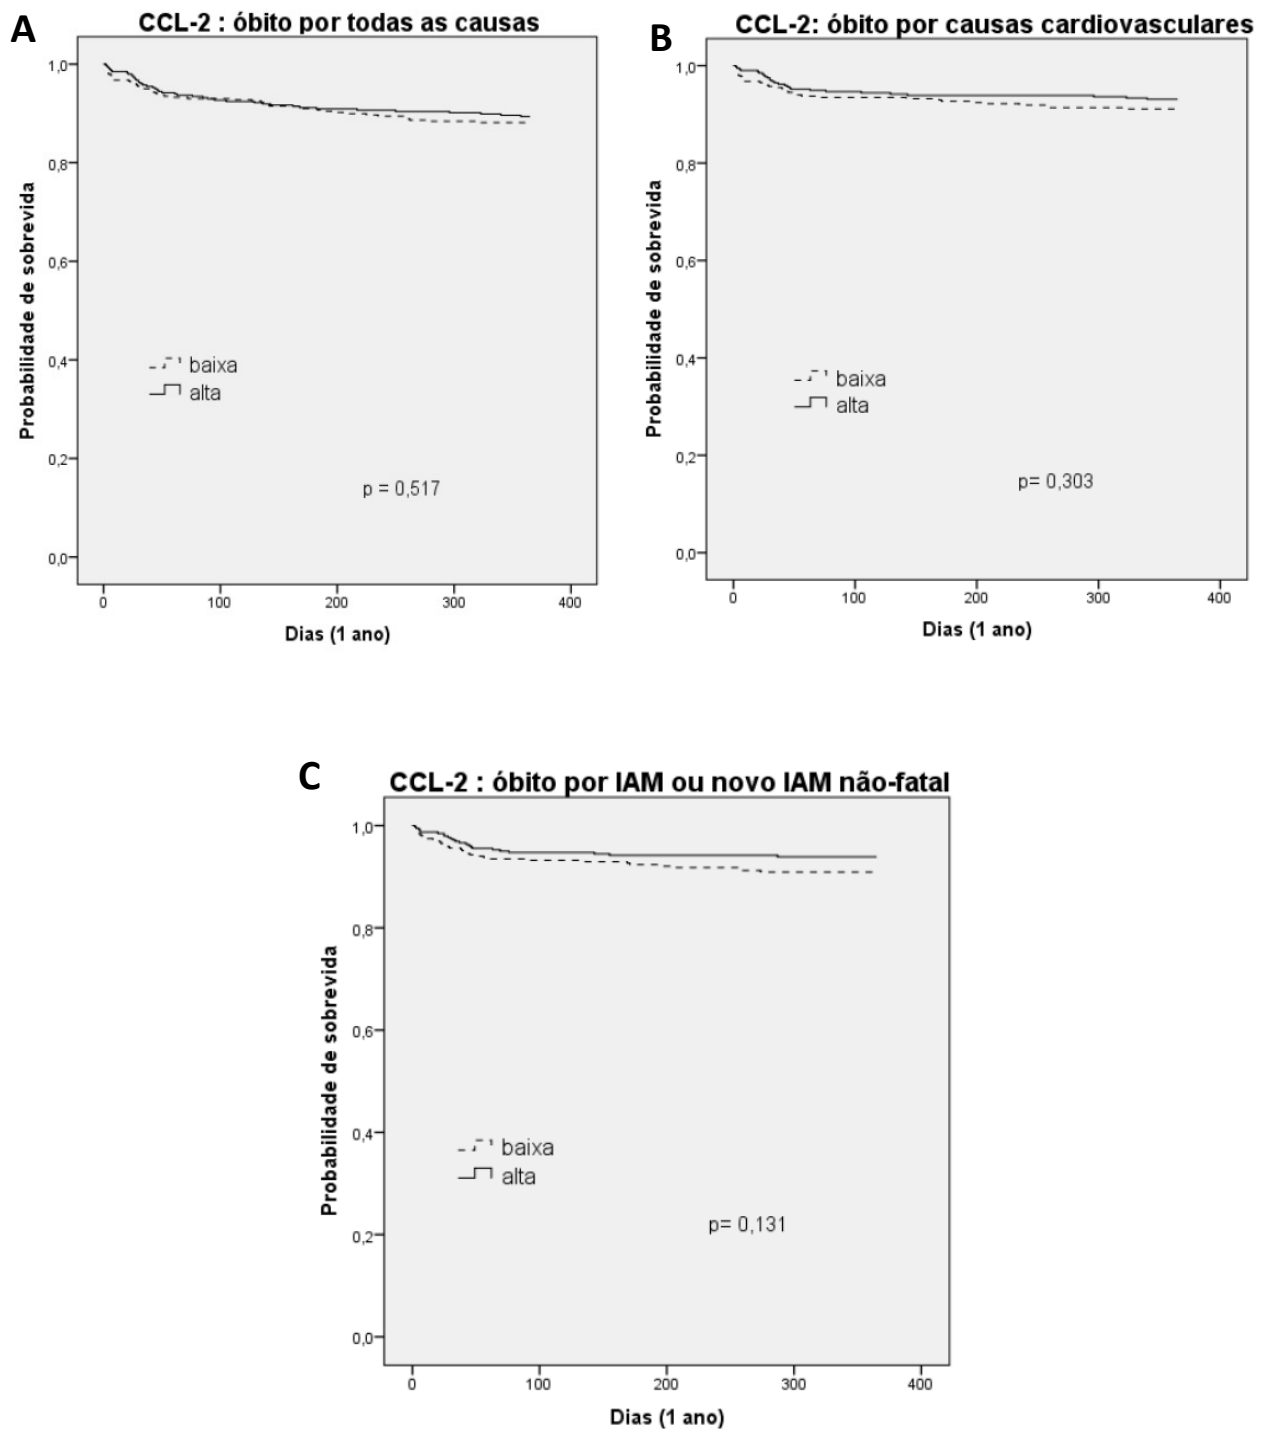 A
CCL-2 : óbito por todas as causas
Probabilidade de sobrevida
1,0
0,8
0,6
0,4
0,2
0,0
baixa
alta
p = 0,517
0 100 200 300 400
Dias (1 ano)
B
CCL-2: óbito por causas cardiovasculares
Probabilidade de sobrevida
1,0
0,8
0,6
0,4
0,2
0,0
baixa
alta
p= 0,303
0 100 200 300 400
Dias (1 ano)
C
CCL-2 : óbito por IAM ou novo IAM não-fatal
Probabilidade de sobrevida
1,0
0,8
0,6
0,4
0,2
0,0
baixa
alta
p= 0,131
0 100 200 300 400
Dias (1 ano)